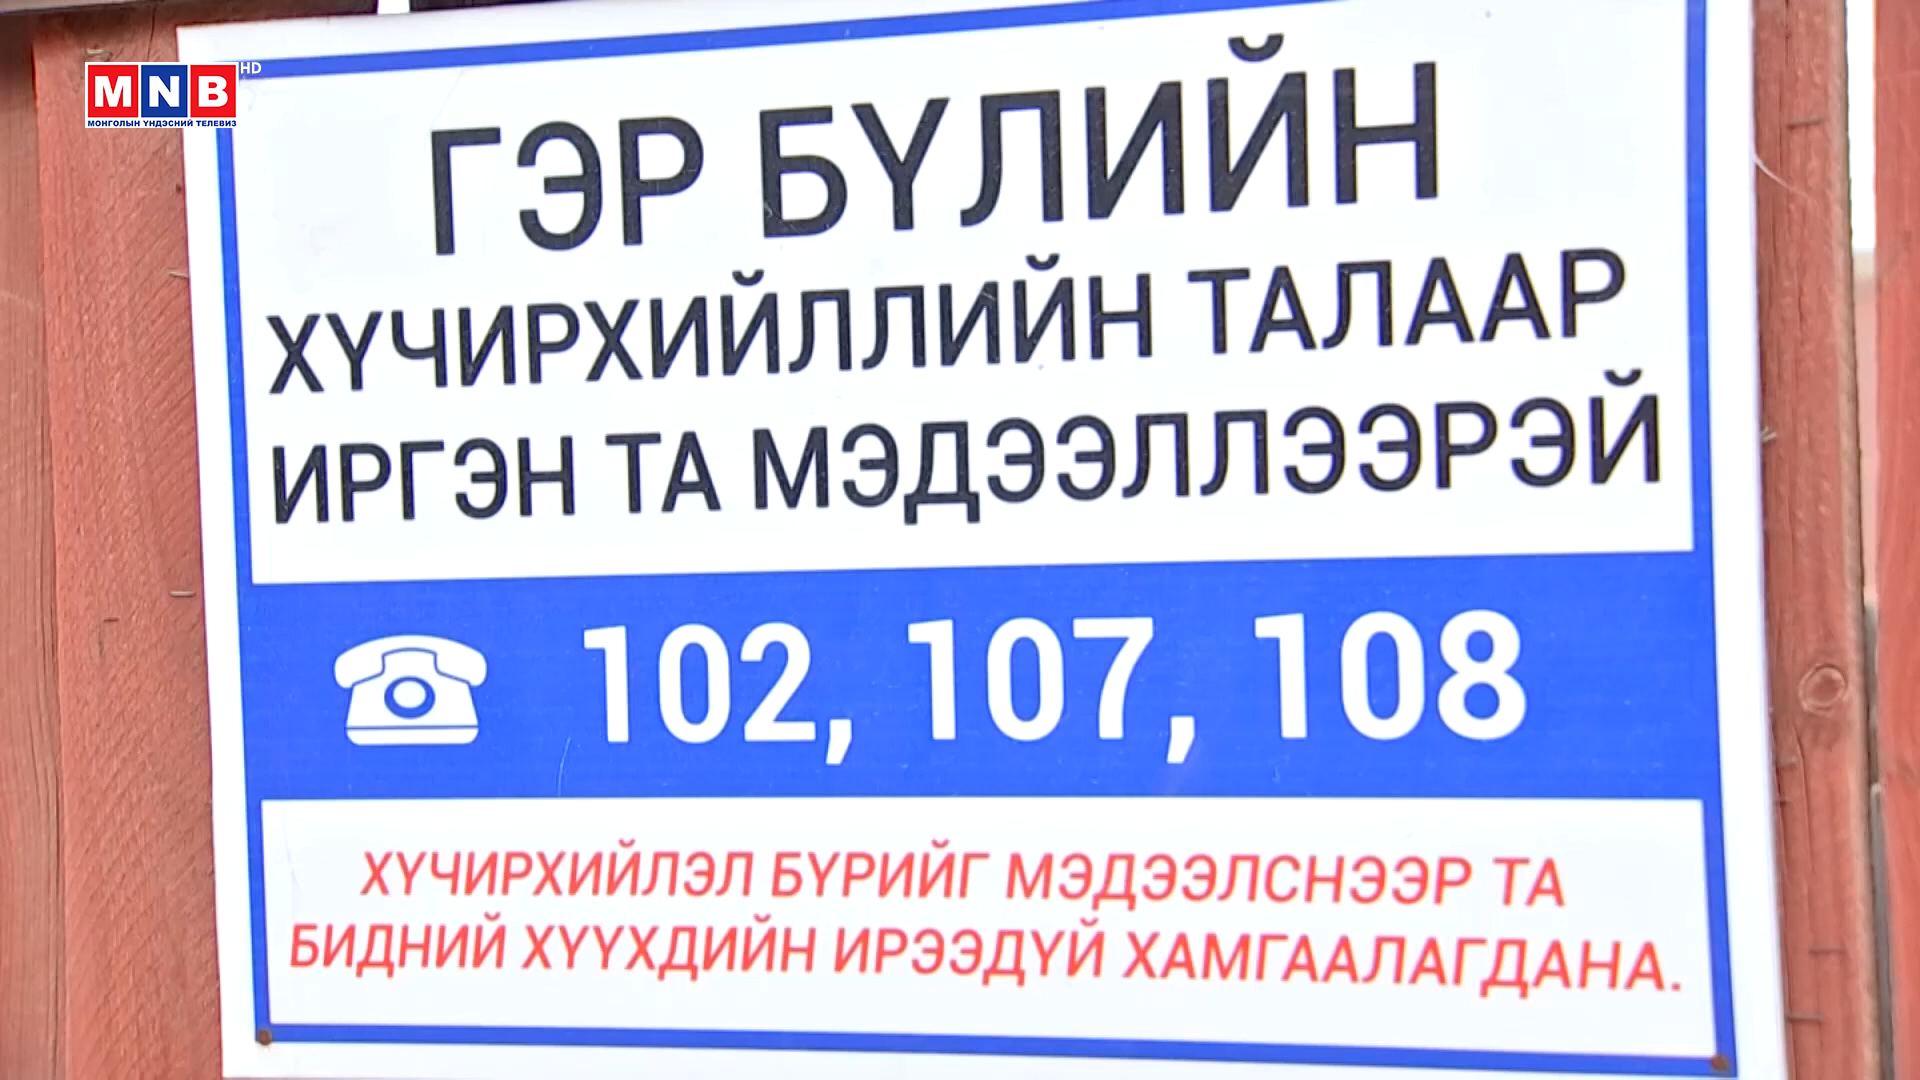 MNB HD
МОНГОЛЫН ҮНДЭСНИЙ ТЕЛЕВИЗ
ГЭР БҮЛИЙН
ХҮЧИРХИЙЛЛИЙН ТАЛААР
ИРГЭН ТА МЭДЭЭЛЛЭЭРЭЙ
102, 107, 108
ХҮЧИРХИЙЛЭЛ БҮРИЙГ МЭДЭЭЛСНЭЭР ТА
БИДНИЙ ХҮҮХДИЙН ИРЭЭДҮЙ ХАМГААЛАГДАНА.